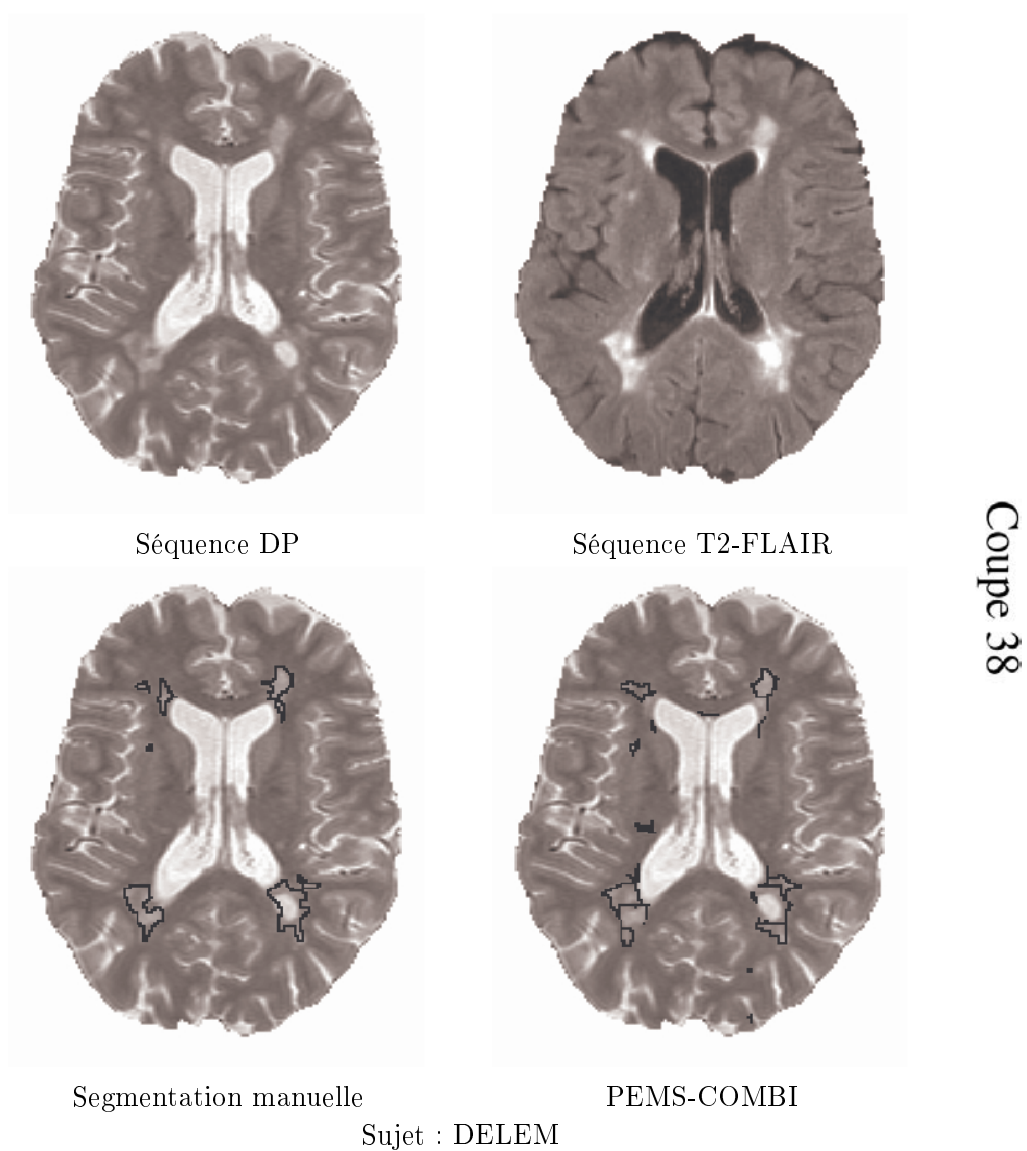 Séquence DP
Séquence T2-FLAIR
Coupe 38
Segmentation manuelle
PEMS-COMBI
Sujet : DELEM